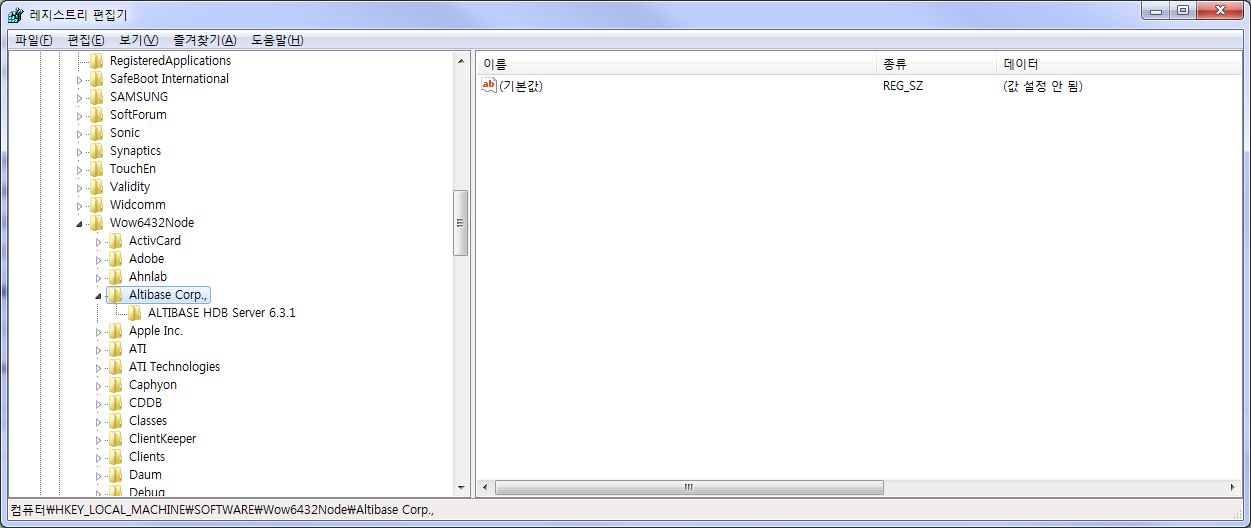 레지스트리 편집기
파일(F) 편집(E) 보기(V) 즐겨찾기(A) 도움말(H)
RegisteredApplications
SafeBoot International
SAMSUNG
SoftForum
Sonic
Synaptics
TouchEn
Validity
Widcomm
Wow6432Node
ActivCard
Adobe
Ahnlab
Altibase Corp.,
ALTIBASE HDB Server 6.3.1
Apple Inc.
ATI
ATI Technologies
Caphyon
CDDB
Classes
ClientKeeper
Clients
Daum
Debug
이름 종류 데이터
ab (기본값) REG_SZ (값 설정 안 됨)
컴퓨터₩HKEY_LOCAL_MACHINE₩SOFTWARE₩Wow6432Node₩Altibase Corp.,